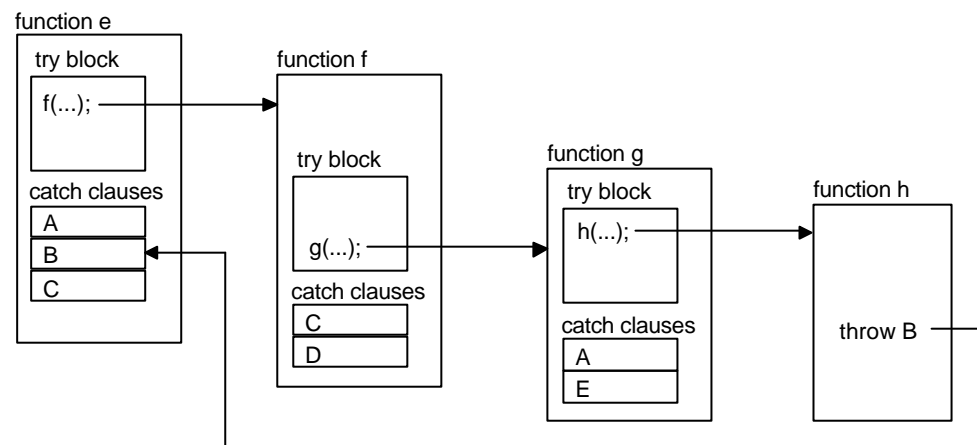 function e
try block
f(...);
catch clauses
A
B
C
function f
try block
g(...);
catch clauses
C
D
function g
try block
h(...);
catch clauses
A
E
function h
throw B